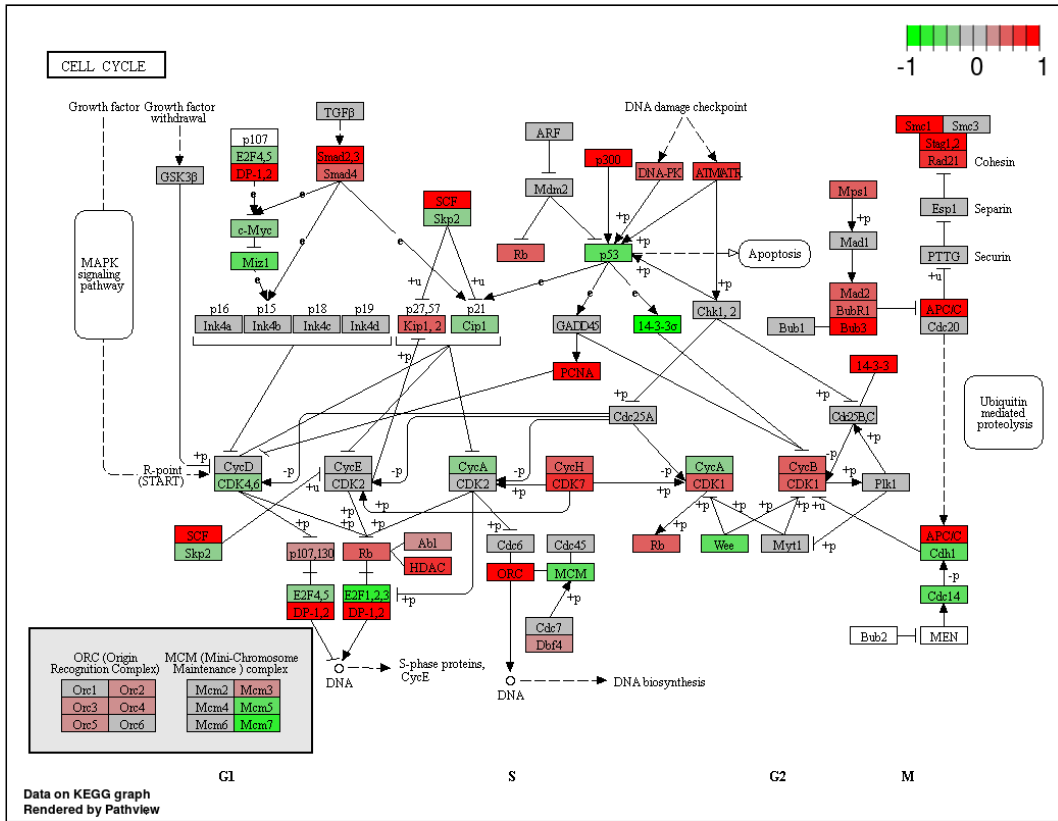 CELL CYCLE
-1 0 1
Growth factor
Growth factor
withdrawal
TGFβ
DNA damage checkpoint
p107
E2F4,5
DP-1,2
Smad2,3
Smad4
ARF
p300
DNA-PK
ATM/ATR
Smc1
Smc3
Stag1,2
Rad21
Cohesin
GSK3β
Mdm2
Mps1
e
e
SCF
Skp2
+p
Esp1
Separin
c-Myc
Rb
+p
+p
Mad1
MAPK
signaling
pathway
Miz1
e
e
p53
Apoptosis
PTTG
Securin
e
+u
+u
e
e
+u
Mad2
BubR1
Bub3
p16
Ink4a
p15
Ink4b
p18
Ink4c
p19
Ink4d
p27,57
Kip1, 2
p21
Cip1
GADD45
14-3-3σ
Chk1, 2
Bub1
APC/C
Cdc20
+p
PCNA
14-3-3
Ubiquitin
mediated
proteolysis
+p
+p
Cdc25A
Cdc25B,C
+p
R-point
(START)
+p
CycD
CDK4,6
-p
CycE
CDK2
-p
+u
CycA
CDK2
-p
+p
CycH
CDK7
-p
+p
CycA
CDK1
CycB
CDK1
-p
+p
+u
Plk1
+p
+p
+p
+p
+p
+p
+p
SCF
Skp2
p107,130
Rb
Abl
HDAC
Cdc6
Cdc45
Rb
Wee
Myt1
+p
APC/C
Cdh1
ORC
MCM
-p
E2F4,5
DP-1,2
E2F1,2,3
DP-1,2
+p
+p
Cdc14
Cdc7
Dbf4
Bub2
MEN
DNA
S-phase proteins,
CycE
DNA
DNA biosynthesis
ORC (Origin
Recognition Complex)
MCM (Mini-Chromosome
Maintenance ) complex
Orc1 Orc2 Mcm2 Mcm3
Orc3 Orc4 Mcm4 Mcm5
Orc5 Orc6 Mcm6 Mcm7
G1 S G2 M
Data on KEGG graph
Rendered by Pathview